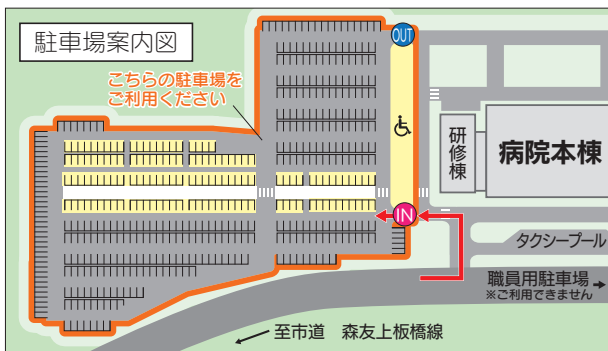 駐車場案内図
OUT
こちらの駐車場を
ご利用ください
研修棟
病院本棟
IN
タクシープール
職員用駐車場
※ご利用できません
至市道 森友上板橋線